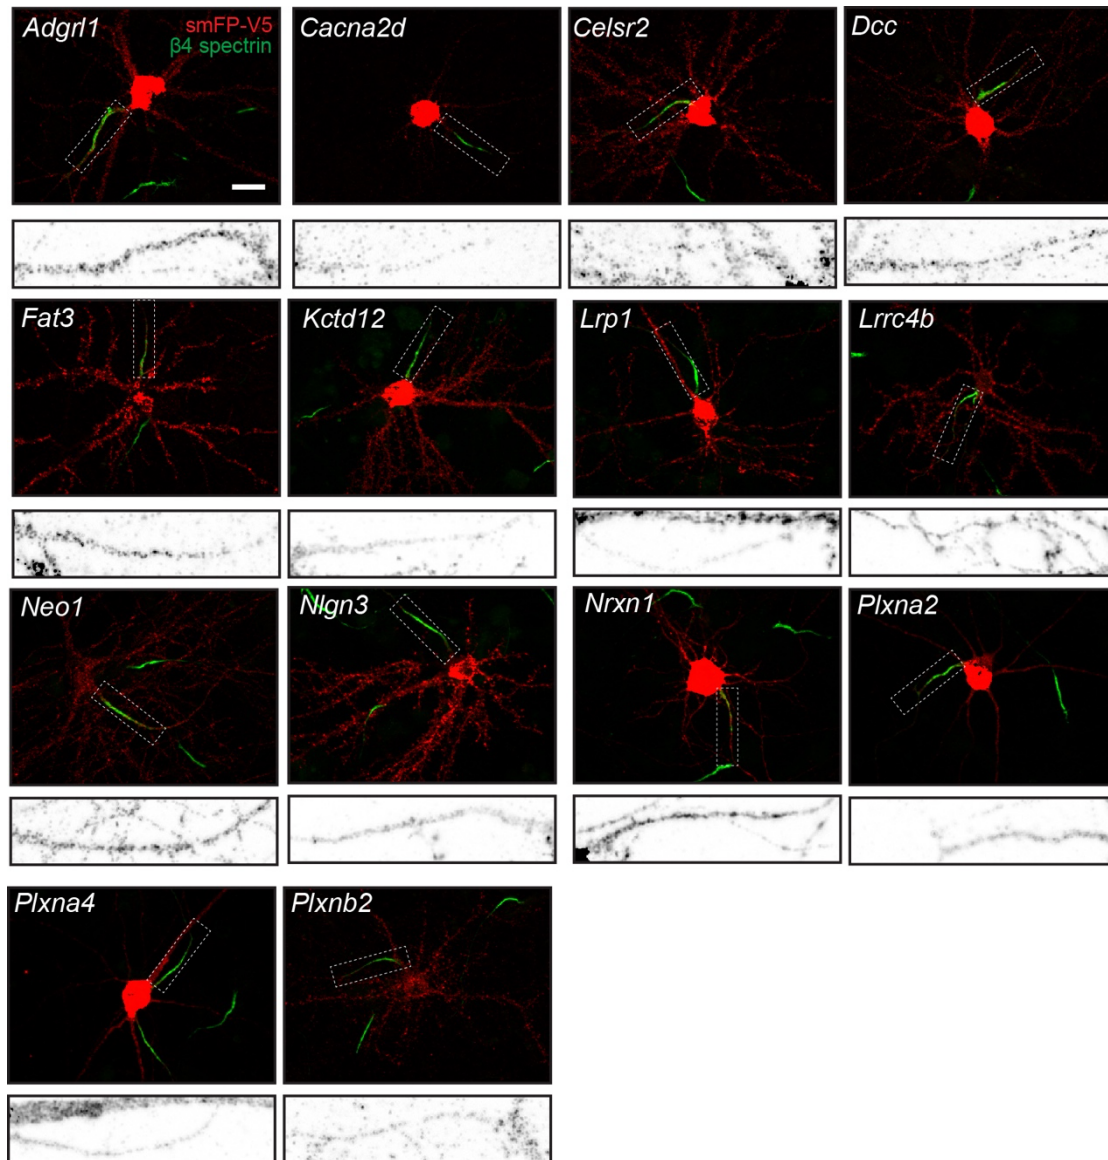 Adgrl1
smFP-V5
β4 spectrin
Cacna2d
Celsr2
Dcc
Fat3
Kctd12
Lrp1
Lrrc4b
Neo1
Nlgn3
Nrxn1
Plxna2
Plxna4
Plxnb2